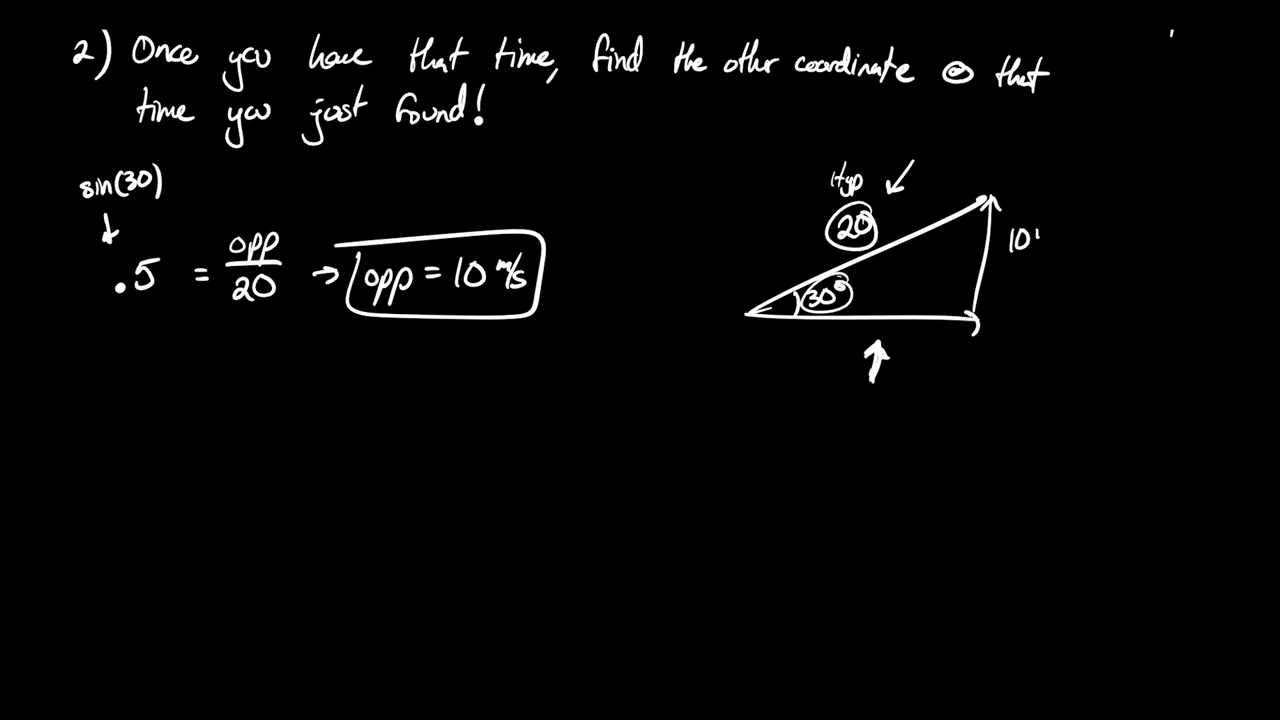 2) Once you have that time, find the other coordinate @ that
time you just found!
sin(30)
.5 = opp/20 → opp = 10 m/s
Hyp
20
30°
10